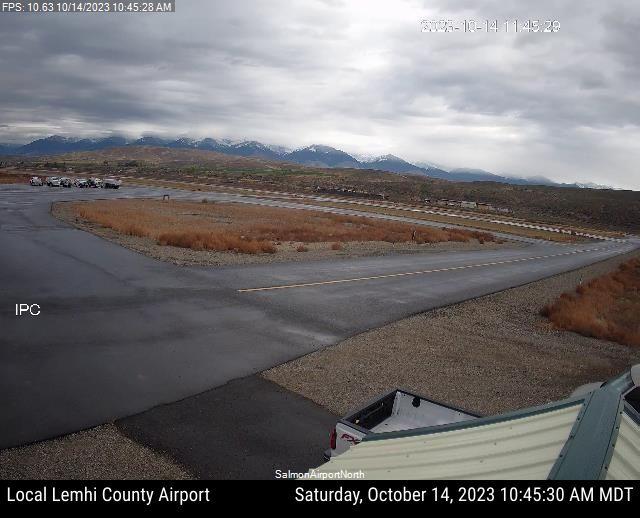 FPS: 10.63 10/14/2023 10:45:28 AM
2023-10-14 11:45:29
IPC
SalmonAirportNorth
Local Lemhi County Airport
Saturday, October 14, 2023 10:45:30 AM MDT